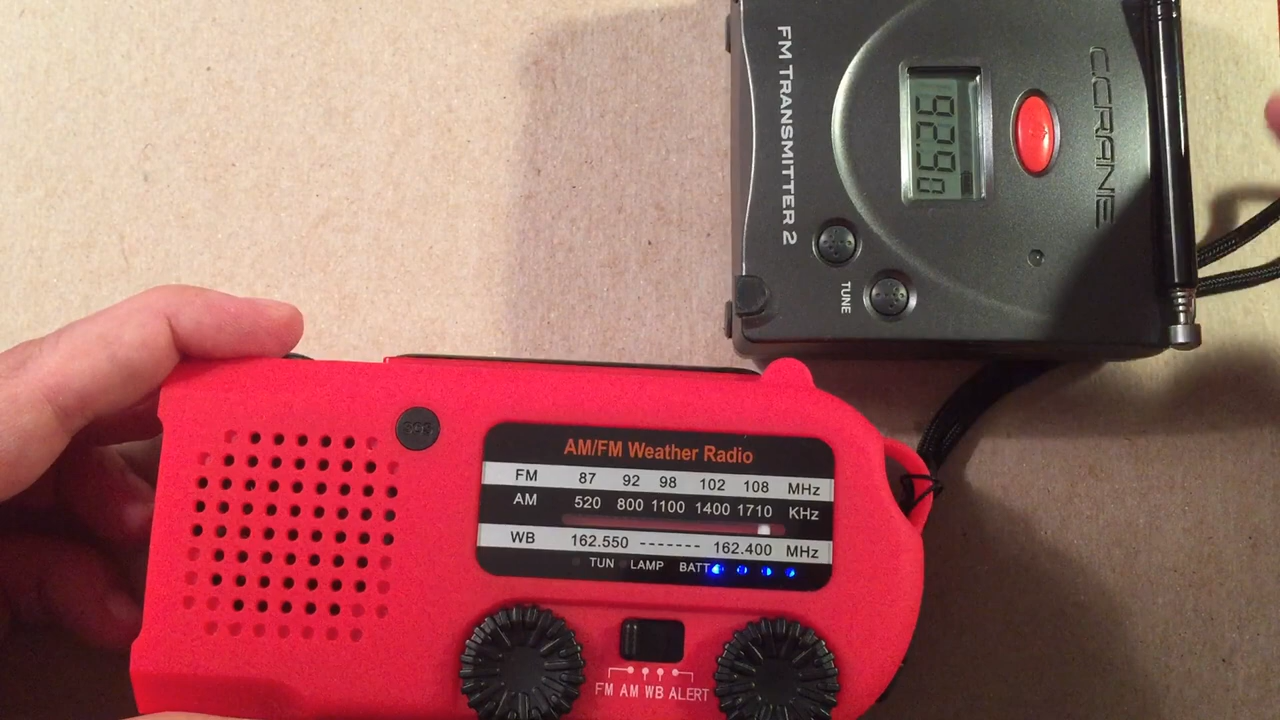 C.CRANE
92.90
FM TRANSMITTER 2
TUNE
SOS
AM/FM Weather Radio
FM 87 92 98 102 108 MHz
AM 520 800 1100 1400 1710 KHz
WB 162.550 ------- 162.400 MHz
TUN LAMP BATT
FM AM WB ALERT